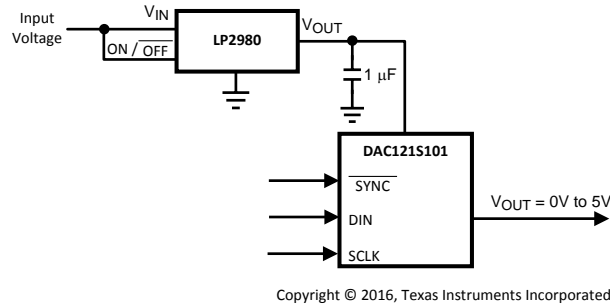 Input
Voltage
VIN
ON / OFF
LP2980
VOUT
1 μF
DAC121S101
SYNC
DIN
SCLK
VOUT = 0V to 5V
Copyright © 2016, Texas Instruments Incorporated